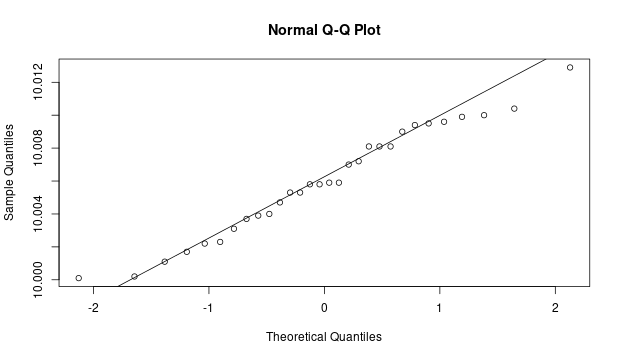 Normal Q-Q Plot
Sample Quantiles
10.012
10.008
10.004
10.000
-2 -1 0 1 2
Theoretical Quantiles